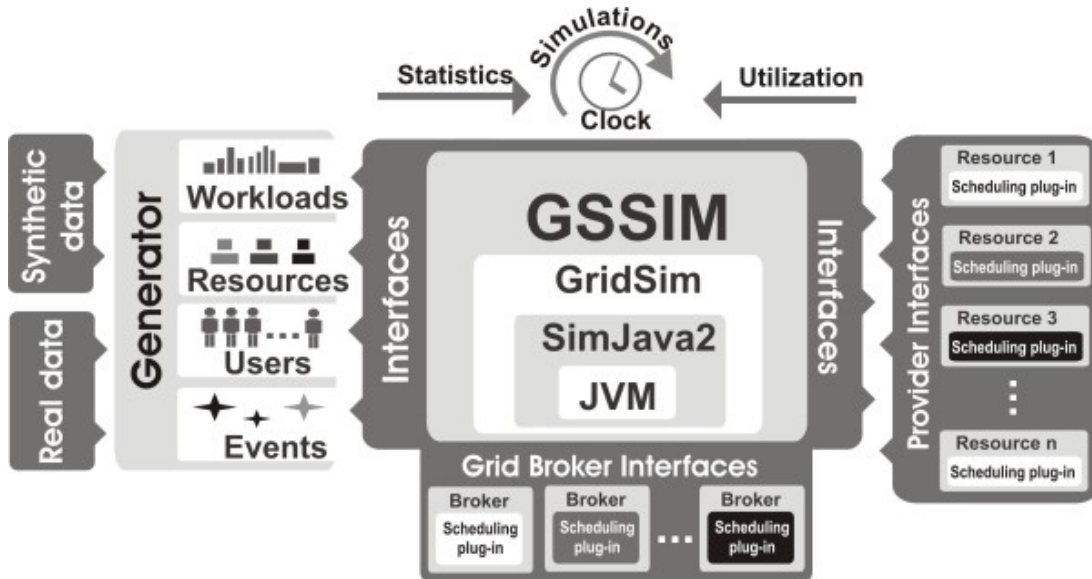 Simulations
Statistics
Utilization
Clock
Synthetic
data
Real data
Generator
Workloads
Resources
Users
Events
Interfaces
GSSIM
GridSim
SimJava2
JVM
Interfaces
Grid Broker Interfaces
Broker
Scheduling
plug-in
Broker
Scheduling
plug-in
...
Broker
Scheduling
plug-in
Provider Interfaces
Resource 1
Scheduling plug-in
Resource 2
Scheduling plug-in
Resource 3
Scheduling plug-in
...
Resource n
Scheduling plug-in